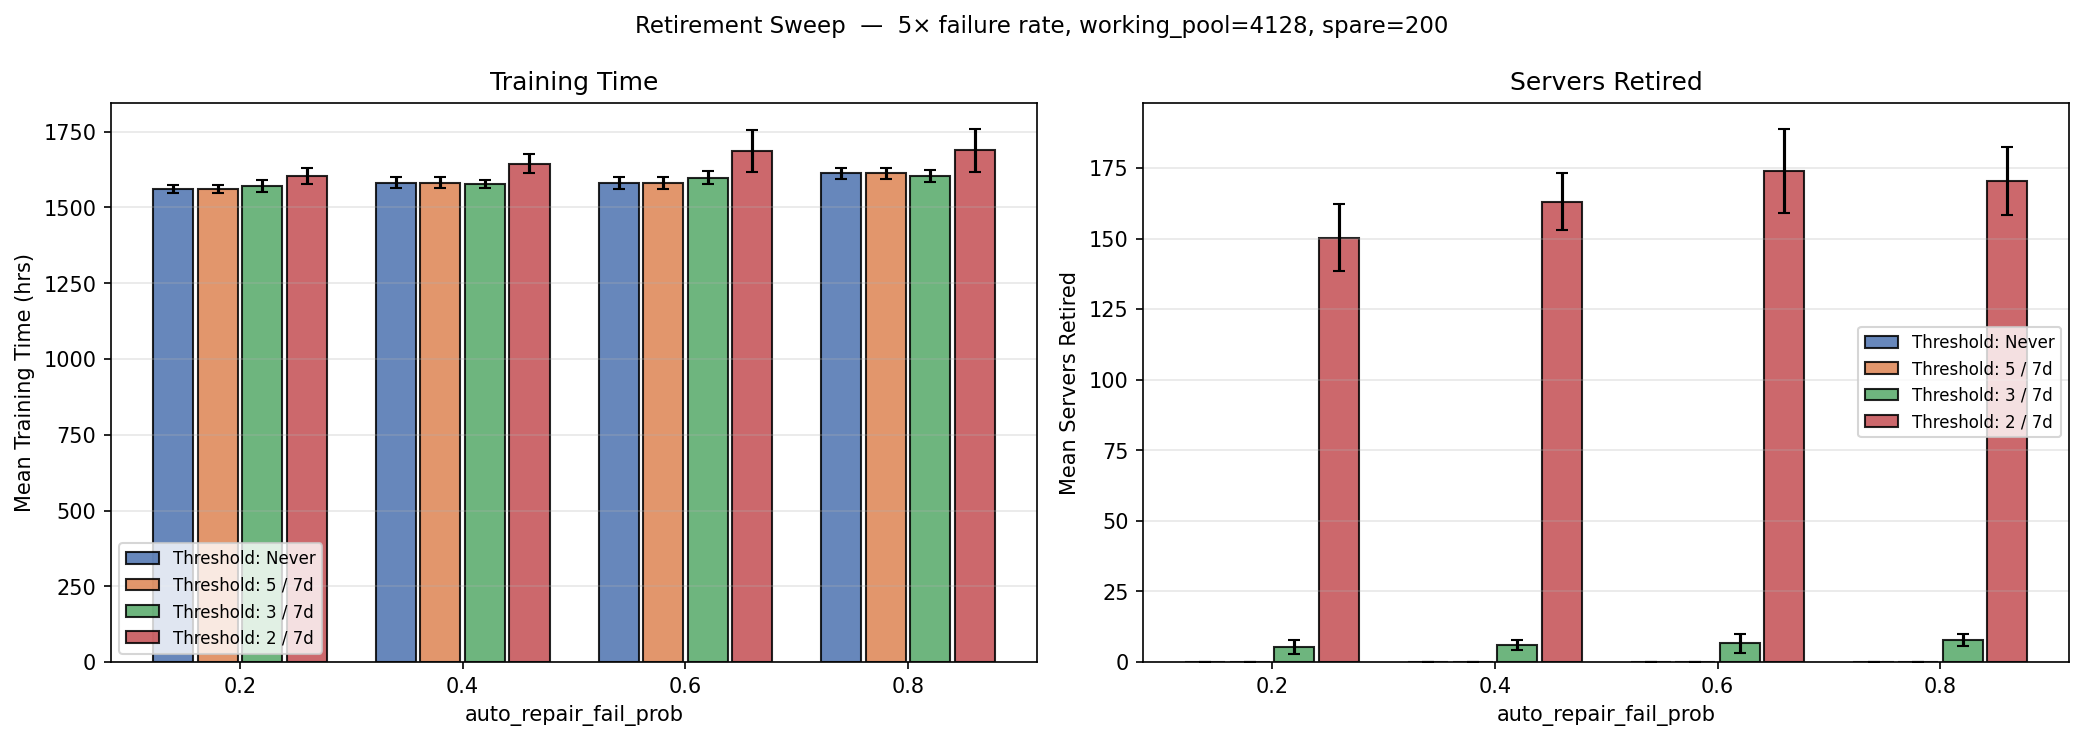 Retirement Sweep — 5× failure rate, working_pool=4128, spare=200
Training Time
Mean Training Time (hrs)
1750
1500
1250
1000
750
500
250
0
Threshold: Never
Threshold: 5 / 7d
Threshold: 3 / 7d
Threshold: 2 / 7d
0.2 0.4 0.6 0.8
auto_repair_fail_prob
Servers Retired
Mean Servers Retired
175
150
125
100
75
50
25
0
Threshold: Never
Threshold: 5 / 7d
Threshold: 3 / 7d
Threshold: 2 / 7d
0.2 0.4 0.6 0.8
auto_repair_fail_prob